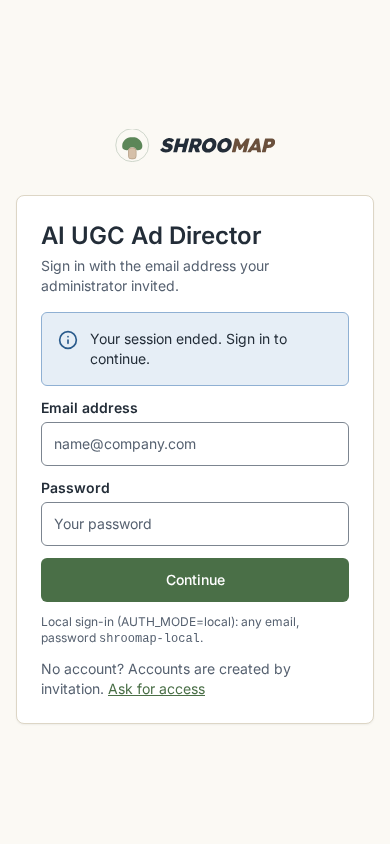 SHROOMAP
AI UGC Ad Director
Sign in with the email address your
administrator invited.
Your session ended. Sign in to
continue.
Email address
name@company.com
Password
Your password
Continue
Local sign-in (AUTH_MODE=local): any email,
password shroomap-local.
No account? Accounts are created by
invitation. Ask for access